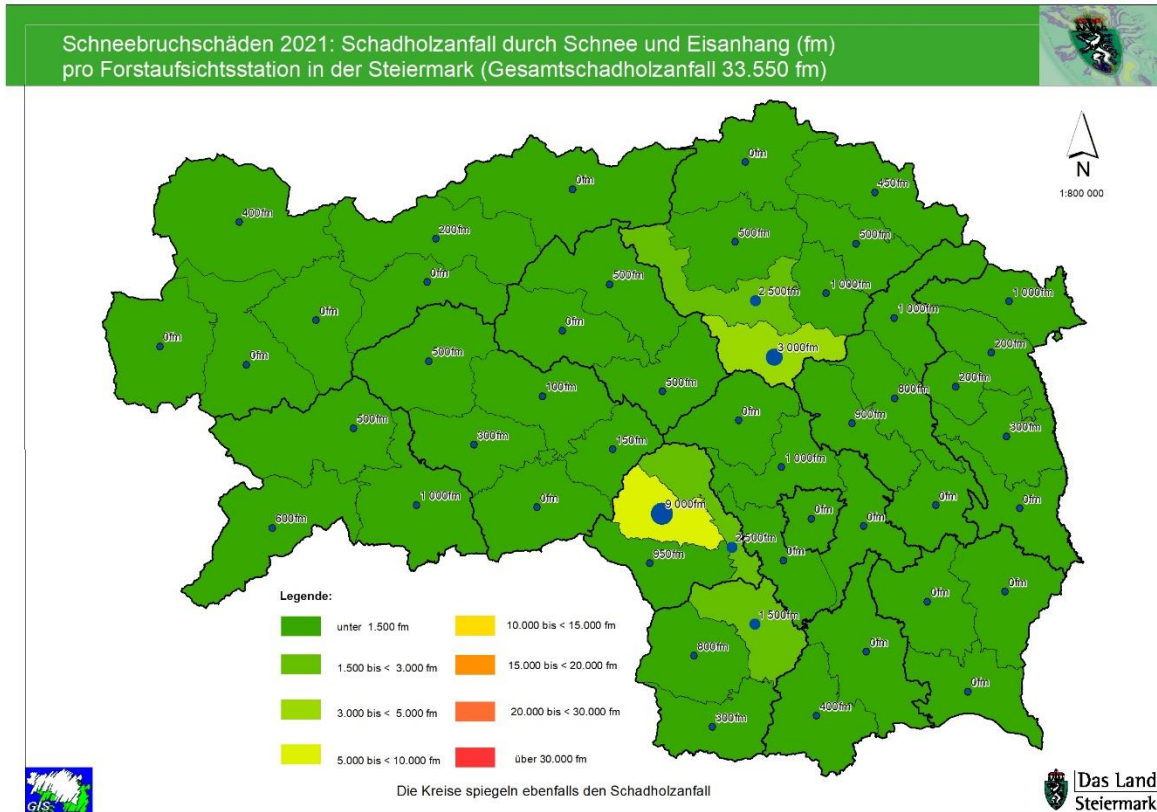 Schneebruchschäden 2021: Schadholzanfall durch Schnee und Eisanhang (fm)
pro Forstaufsichtsstation in der Steiermark (Gesamtschadholzanfall 33.550 fm)
N
1:800 000
0fm
0fm
450fm
400fm
200fm
500fm
500fm
0fm
500fm
2 500fm
1 000fm
1 000fm
1 000fm
0fm
0fm
0fm
0fm
500fm
3 000fm
200fm
100fm
500fm
800fm
200fm
500fm
300fm
150fm
0fm
900fm
300fm
1 000fm
600fm
1 000fm
0fm
9 000fm
0fm
0fm
0fm
0fm
950fm
2 500fm
0fm
0fm
0fm
1 500fm
800fm
0fm
0fm
300fm
400fm
Legende:
unter 1.500 fm
1.500 bis < 3.000 fm
3.000 bis < 5.000 fm
5.000 bis < 10.000 fm
10.000 bis < 15.000 fm
15.000 bis < 20.000 fm
20.000 bis < 30.000 fm
über 30.000 fm
Die Kreise spiegeln ebenfalls den Schadholzanfall
GIS
Das Land
Steiermark